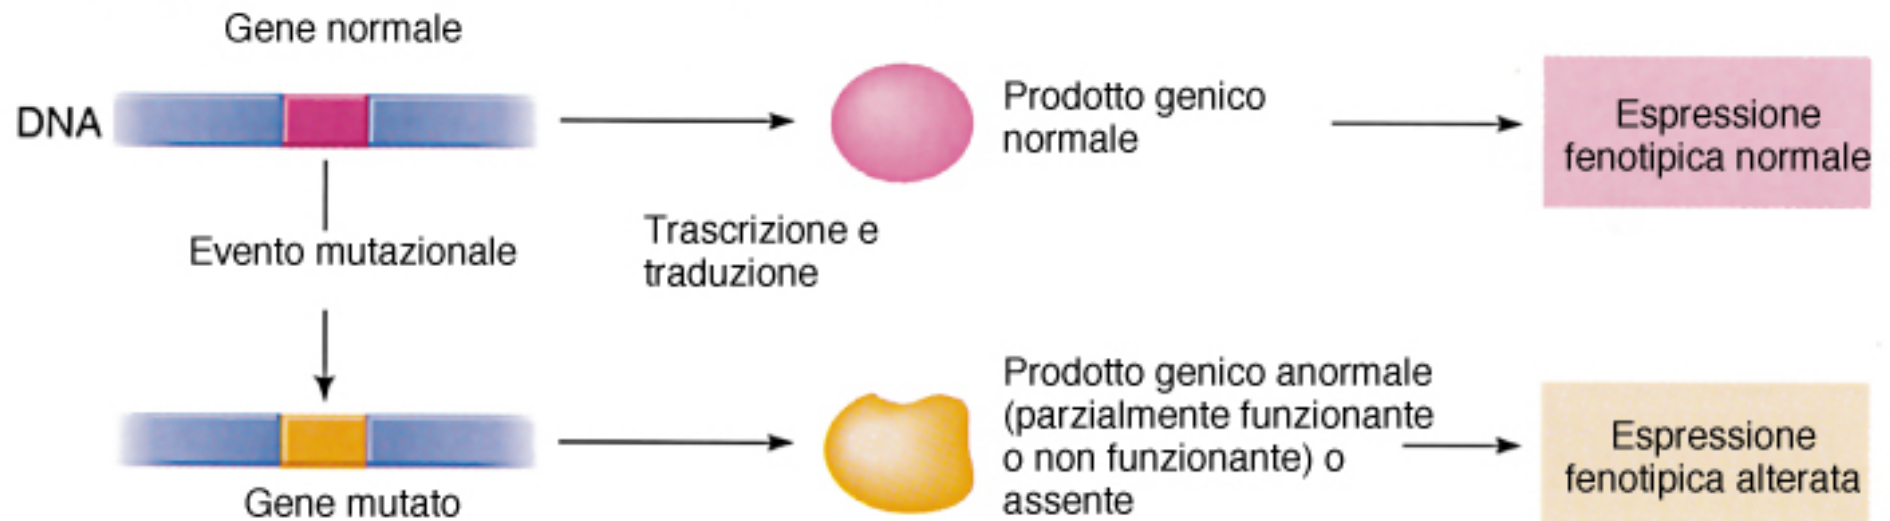 Gene normale
DNA
Prodotto genico
normale
Espressione
fenotipica normale
Evento mutazionale
Trascrizione e
traduzione
Prodotto genico anormale
(parzialmente funzionante
o non funzionante) o
assente
Espressione
fenotipica alterata
Gene mutato